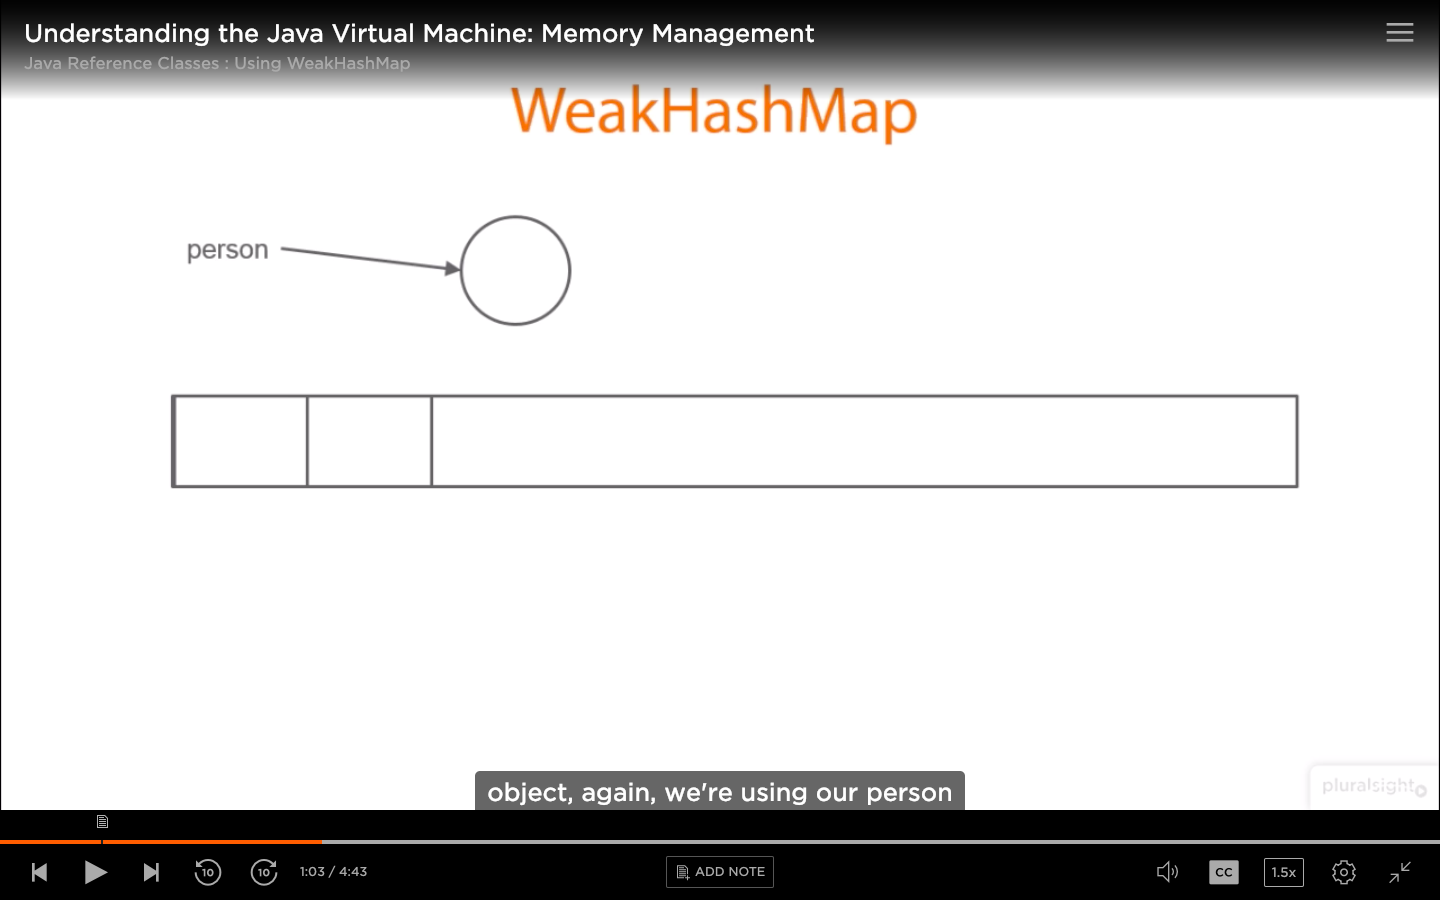 Understanding the Java Virtual Machine: Memory Management
Java Reference Classes : Using WeakHashMap
WeakHashMap
person
object, again, we're using our person
pluralsight
10
10
1:03 / 4:43
ADD NOTE
CC
1.5x